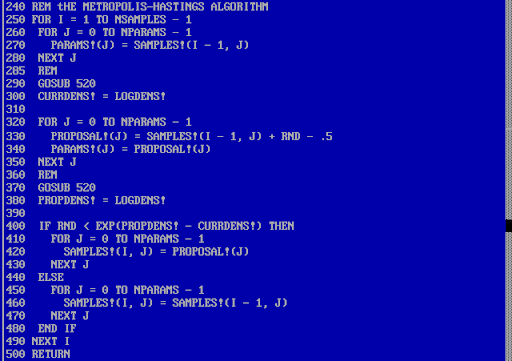 240 REM tHE METROPOLIS-HASTINGS ALGORITHM
250 FOR I = 1 TO NSAMPLES - 1
260  FOR J = 0 TO NPARAMS - 1
270    PARAMS!(J) = SAMPLES!(I - 1, J)
280  NEXT J
285  REM
290  GOSUB 520
300  CURRDENS! = LOGDENS!
310
320  FOR J = 0 TO NPARAMS - 1
330    PROPOSAL!(J) = SAMPLES!(I - 1, J) + RND - .5
340    PARAMS!(J) = PROPOSAL!(J)
350  NEXT J
360  REM
370  GOSUB 520
380  PROPDENS! = LOGDENS!
390
400  IF RND < EXP(PROPDENS! - CURRDENS!) THEN
410    FOR J = 0 TO NPARAMS - 1
420      SAMPLES!(I, J) = PROPOSAL!(J)
430    NEXT J
440  ELSE
450    FOR J = 0 TO NPARAMS - 1
460      SAMPLES!(I, J) = SAMPLES!(I - 1, J)
470    NEXT J
480  END IF
490 NEXT I
500 RETURN